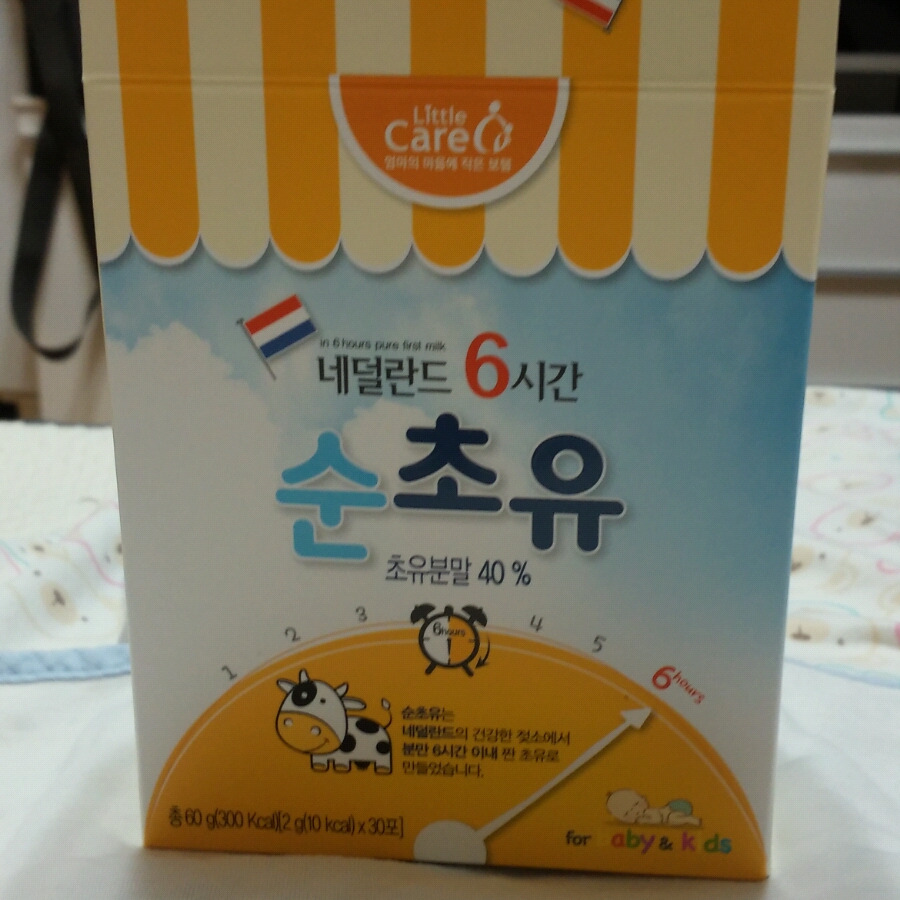 Little
Care
엄마의 마음에 작은 보탬
in 6 hours pure first milk
네덜란드 6시간
순초유
초유분말 40 %
1 2 3 6hours 4 5 6hours
순초유는
네덜란드의 건강한 젖소에서
분만 6시간 이내 짠 초유로
만들었습니다.
총 60 g(300 Kcal)[2 g(10 kcal) x 30포]
for baby & kids